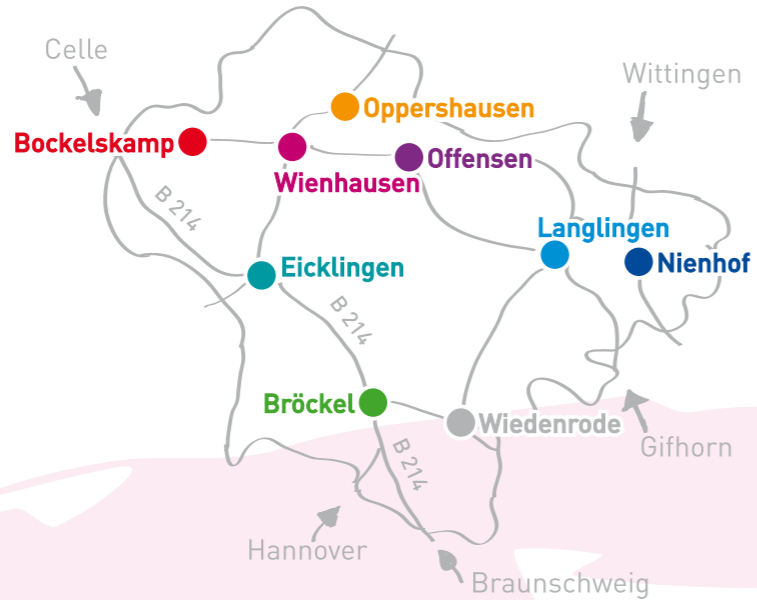 Celle
Wittingen
Oppershausen
Bockelskamp
Offensen
Wienhausen
B 214
Langlingen
Eicklingen
Nienhof
B 214
Bröckel
Wiedenrode
Gifhorn
B 214
Hannover
Braunschweig